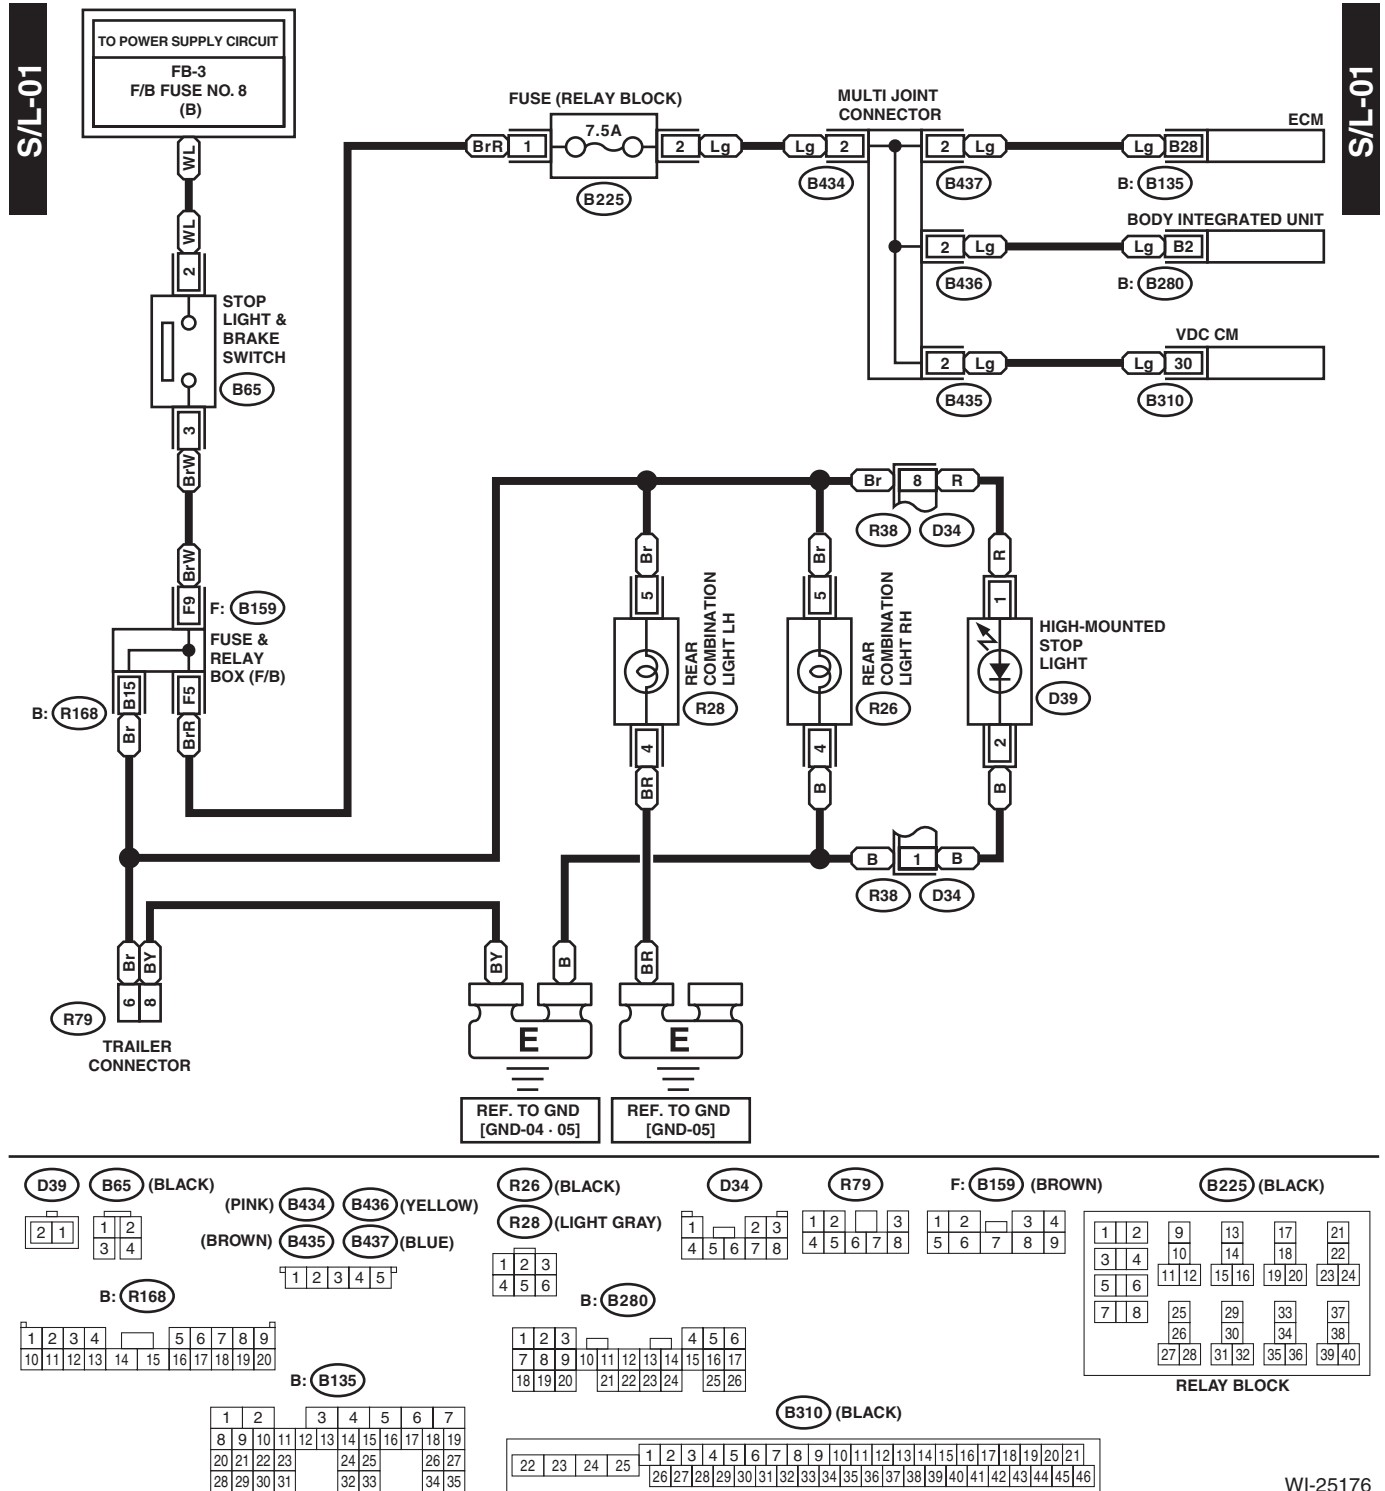 S/L-01
S/L-01
TO POWER SUPPLY CIRCUIT
FB-3
F/B FUSE NO. 8
(B)
WL
WL
2
STOP
LIGHT &
BRAKE
SWITCH
B65
3
BrW
BrW
F9
F: B159
FUSE &
RELAY
BOX (F/B)
B15
F5
B: R168
Br
BrR
FUSE (RELAY BLOCK)
BrR 1
7.5A
2 Lg
B225
MULTI JOINT
CONNECTOR
Lg 2
B434
2 Lg
B437
ECM
Lg B28
B: B135
BODY INTEGRATED UNIT
2 Lg
B436
Lg B2
B: B280
VDC CM
2 Lg
B435
Lg 30
B310
Br 8 R
R38 D34
Br
5
REAR
COMBINATION
LIGHT LH
R28
4
BR
Br
5
REAR
COMBINATION
LIGHT RH
R26
4
B
R
1
HIGH-MOUNTED
STOP
LIGHT
D39
2
B
B 1 B
R38 D34
Br BY
6 8
R79
TRAILER
CONNECTOR
BY
B
BR
E
E
REF. TO GND
[GND-04 · 05]
REF. TO GND
[GND-05]
D39
2 1
B65 (BLACK)
1 2
3 4
(PINK) B434 B436 (YELLOW)
(BROWN) B435 B437 (BLUE)
1 2 3 4 5
R26 (BLACK)
R28 (LIGHT GRAY)
1 2 3
4 5 6
D34
1 2 3
4 5 6 7 8
R79
1 2 3
4 5 6 7 8
F: B159 (BROWN)
1 2 3 4
5 6 7 8 9
B225 (BLACK)
1 2
3 4
5 6
7 8
9 13 17 21
10 14 18 22
11 12 15 16 19 20 23 24
25 29 33 37
26 30 34 38
27 28 31 32 35 36 39 40
RELAY BLOCK
B: R168
1 2 3 4 5 6 7 8 9
10 11 12 13 14 15 16 17 18 19 20
B: B280
1 2 3 4 5 6
7 8 9 10 11 12 13 14 15 16 17
18 19 20 21 22 23 24 25 26
B: B135
1 2 3 4 5 6 7
8 9 10 11 12 13 14 15 16 17 18 19
20 21 22 23 24 25 26 27
28 29 30 31 32 33 34 35
B310 (BLACK)
22 23 24 25 1 2 3 4 5 6 7 8 9 10 11 12 13 14 15 16 17 18 19 20 21
26 27 28 29 30 31 32 33 34 35 36 37 38 39 40 41 42 43 44 45 46
WI-25176